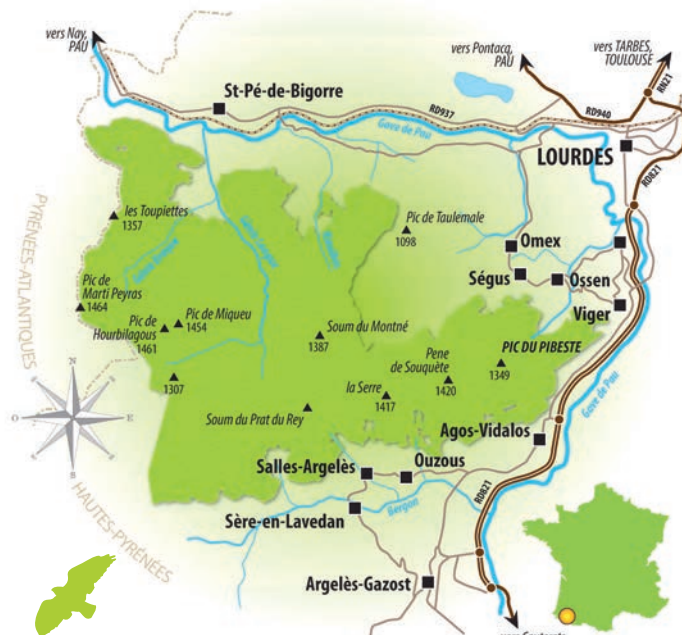 vers Nay,
PAU
vers Pontacq,
PAU
vers TARBES,
TOULOUSE
RN21
St-Pé-de-Bigorre
RD937
Gave de Pau
RD940
LOURDES
RD821
PYRÉNÉES-ATLANTIQUES
les Toupiettes
1357
Pic de Taulemale
1098
Omex
Ségus
Ossen
Viger
Pic de
Marti Peyras
1464
Pic de
Hourbilagous
1461
Pic de Miqueu
1454
Soum du Montné
1387
PIC DU PIBESTE
1349
Pene
de Souquète
1420
1307
la Serre
1417
Soum du Prat du Rey
N
O
E
S
Gave de Pau
Agos-Vidalos
Salles-Argelès
Ouzous
RD821
Sère-en-Lavedan
Bergon
HAUTES-PYRÉNÉES
Argelès-Gazost